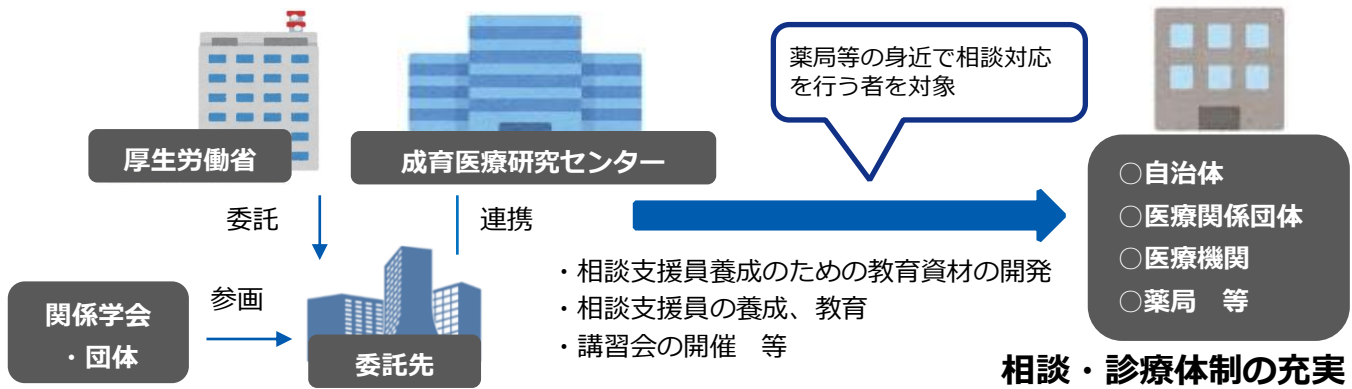 薬局等の身近で相談対応
を行う者を対象
厚生労働省
成育医療研究センター
委託
連携
関係学会
・団体
参画
委託先
・相談支援員養成のための教育資材の開発
・相談支援員の養成、教育
・講習会の開催　等
○自治体
○医療関係団体
○医療機関
○薬局　等
相談・診療体制の充実